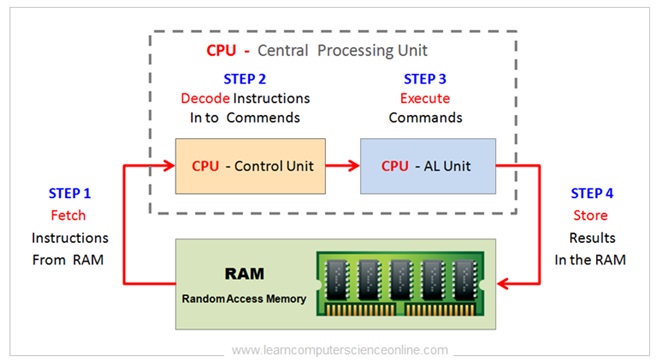 CPU - Central Processing Unit
STEP 2
Decode Instructions
In to Commends
STEP 3
Execute
Commands
CPU - Control Unit
CPU - AL Unit
STEP 1
Fetch
Instructions
From RAM
STEP 4
Store
Results
In the RAM
RAM
Random Access Memory
www.learncomputerscienceonline.com